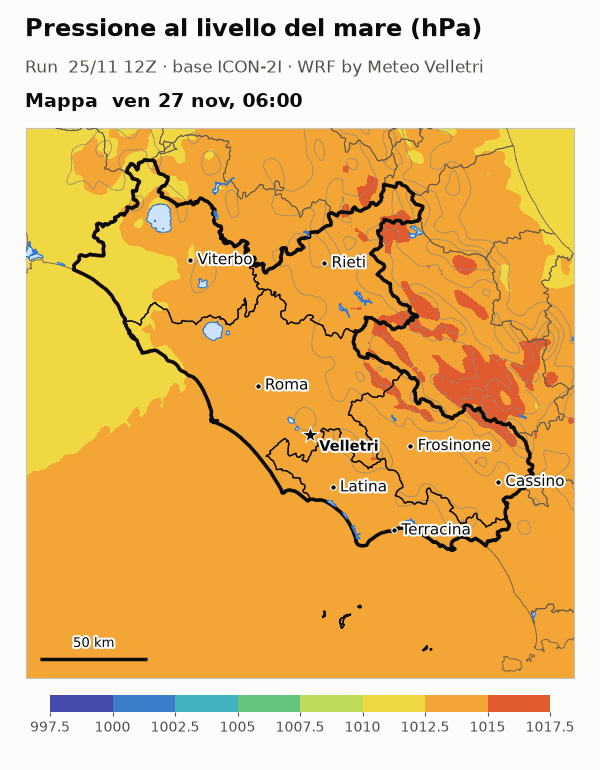 Pressione al livello del mare (hPa)
Run  25/11 12Z · base ICON-2I · WRF by Meteo Velletri
Mappa  ven 27 nov, 06:00
Viterbo
Rieti
Roma
Velletri
Frosinone
Cassino
Latina
Terracina
50 km
997.5 1000 1002.5 1005 1007.5 1010 1012.5 1015 1017.5